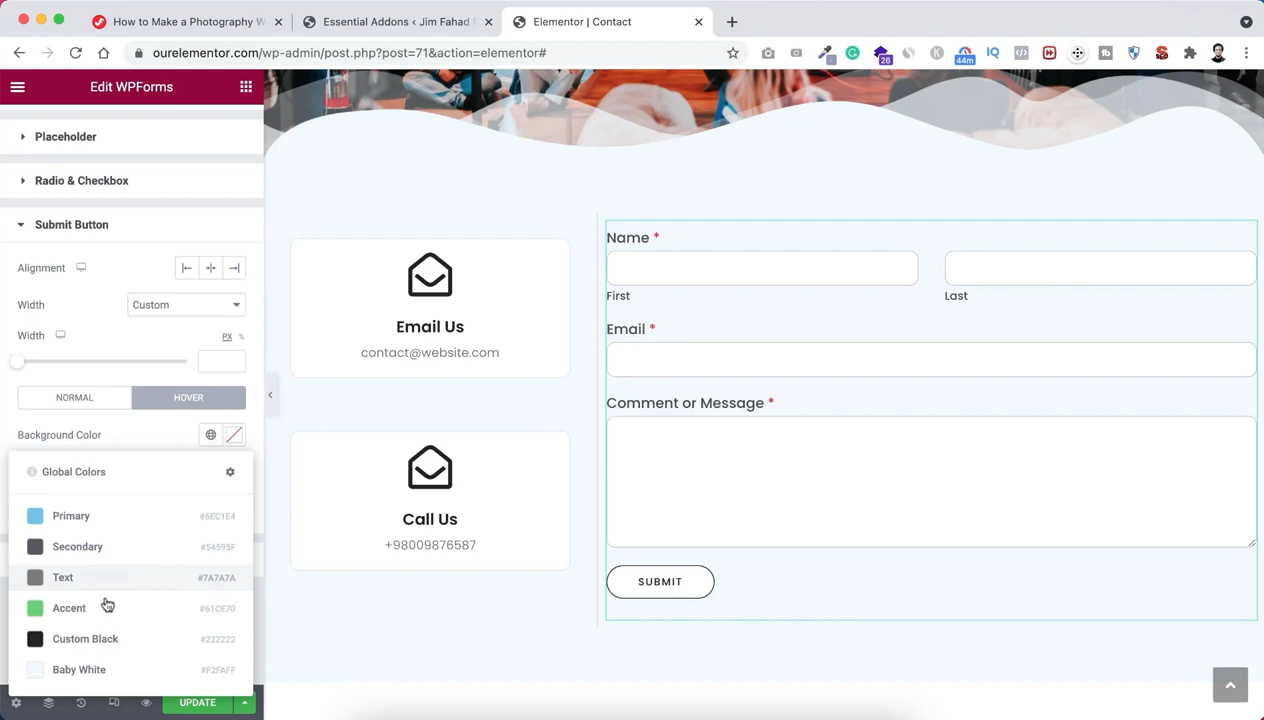 How to Make a Photography W
Essential Addons ‹ Jim Fahad
Elementor | Contact
ourelementor.com/wp-admin/post.php?post=71&action=elementor#
26
44m
IQ
Edit WPForms
Placeholder
Radio & Checkbox
Submit Button
Alignment
Width
Custom
Width
PX %
NORMAL
HOVER
Background Color
Global Colors
Primary #6EC1E4
Secondary #54595F
Text #7A7A7A
Accent #61CE70
Custom Black #222222
Baby White #F2FAFF
UPDATE
Email Us
contact@website.com
Call Us
+98009876587
Name *
First
Last
Email *
Comment or Message *
SUBMIT